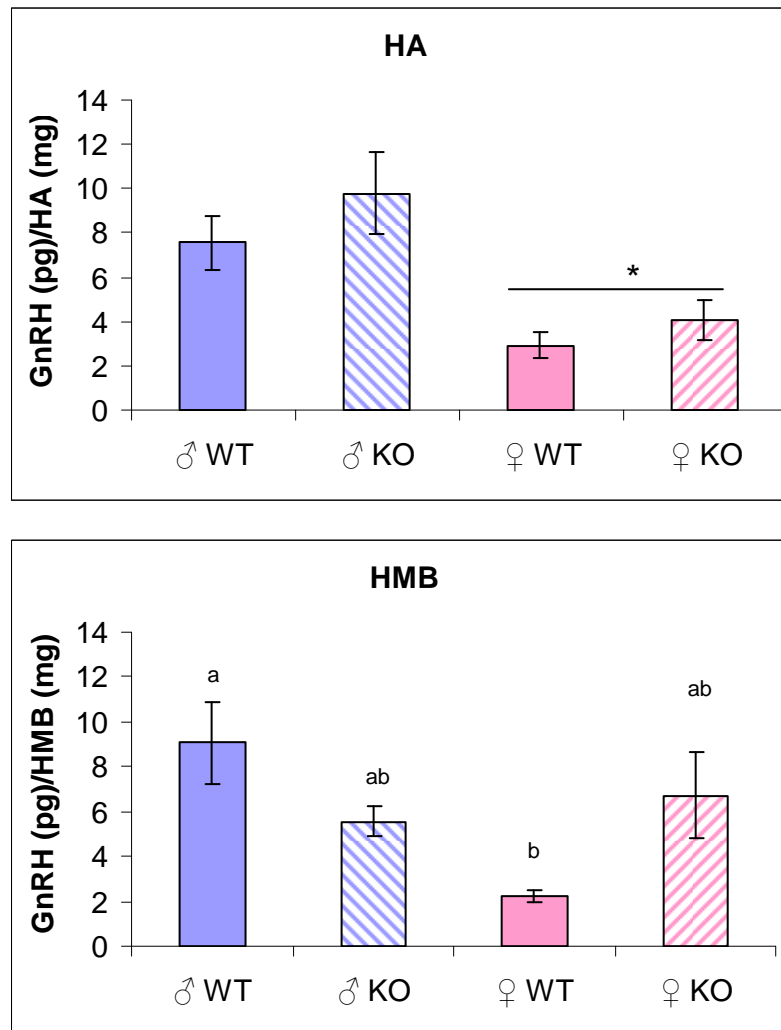 HA
GnRH (pg)/HA (mg)
14
12
10
8
6
4
2
0
*
♂ WT
♂ KO
♀ WT
♀ KO
HMB
GnRH (pg)/HMB (mg)
14
12
10
8
6
4
2
0
a
ab
b
ab
♂ WT
♂ KO
♀ WT
♀ KO